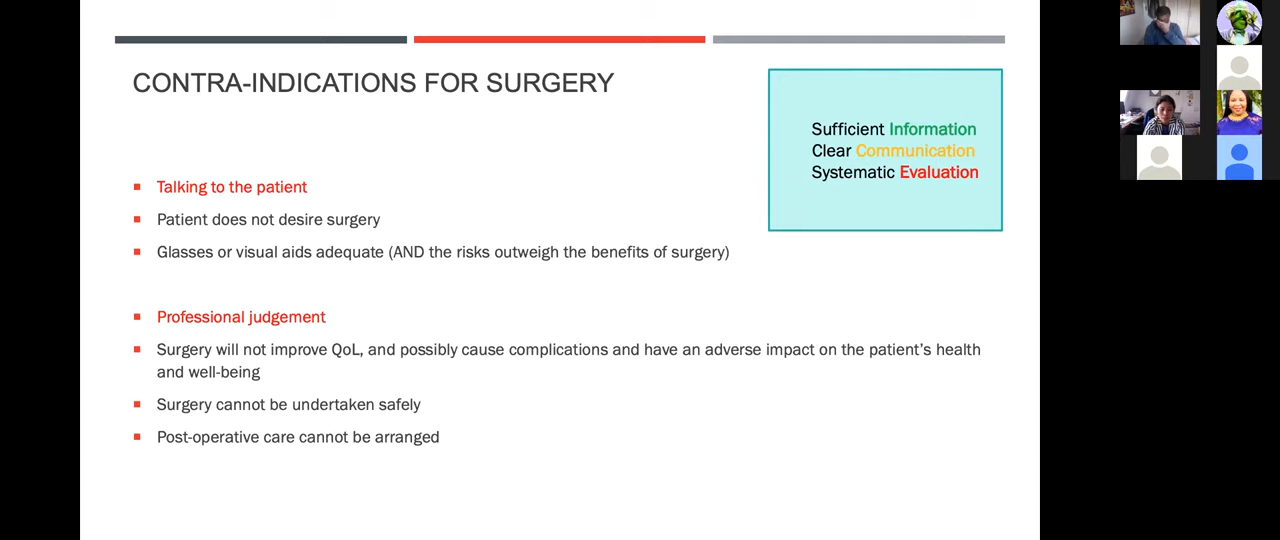 CONTRA-INDICATIONS FOR SURGERY
Sufficient Information
Clear Communication
Systematic Evaluation
Talking to the patient
Patient does not desire surgery
Glasses or visual aids adequate (AND the risks outweigh the benefits of surgery)
Professional judgement
Surgery will not improve QoL, and possibly cause complications and have an adverse impact on the patient's health
and well-being
Surgery cannot be undertaken safely
Post-operative care cannot be arranged